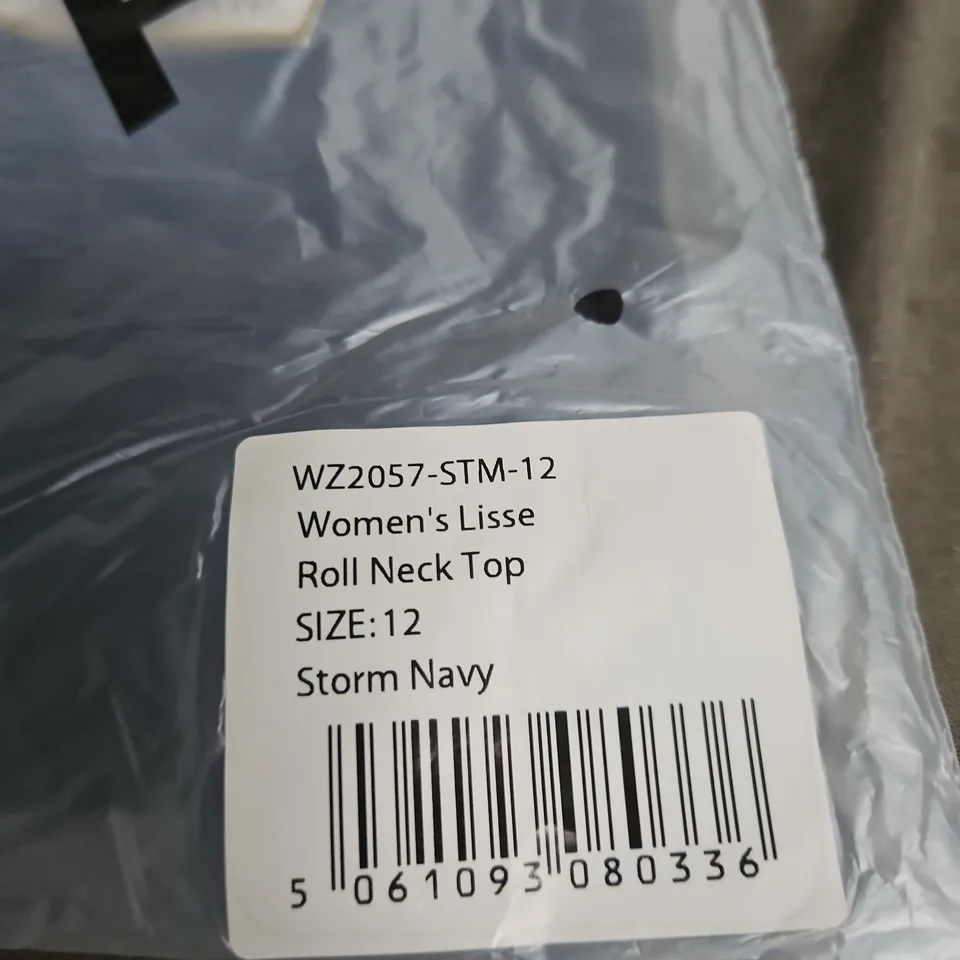 WZ2057-STM-12
Women's Lisse
Roll Neck Top
SIZE: 12
Storm Navy
5 061093 080336